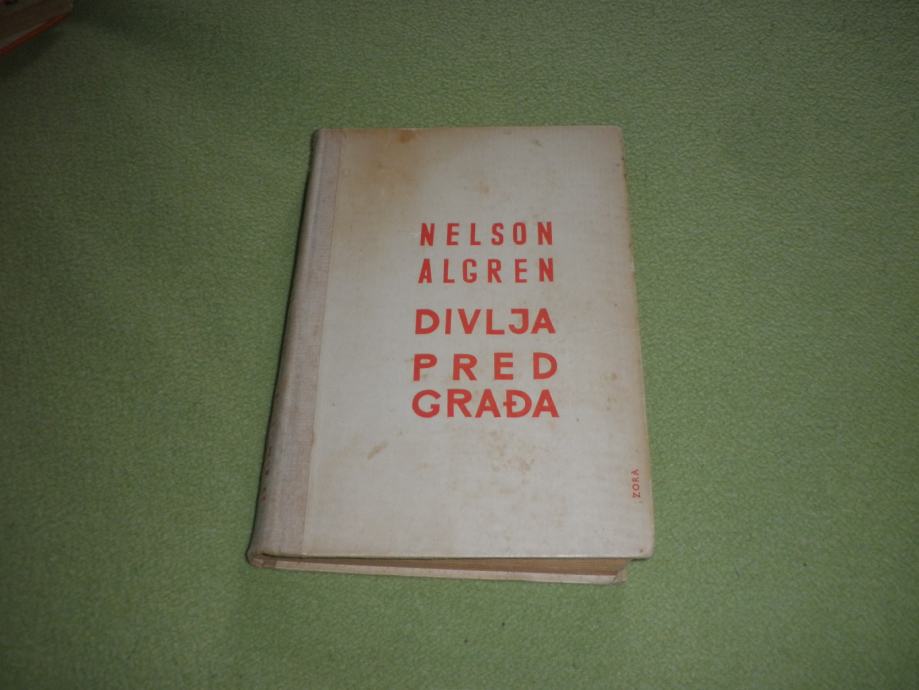 NELSON
ALGREN
DIVLJA
PRED
GRAĐA
ZORA